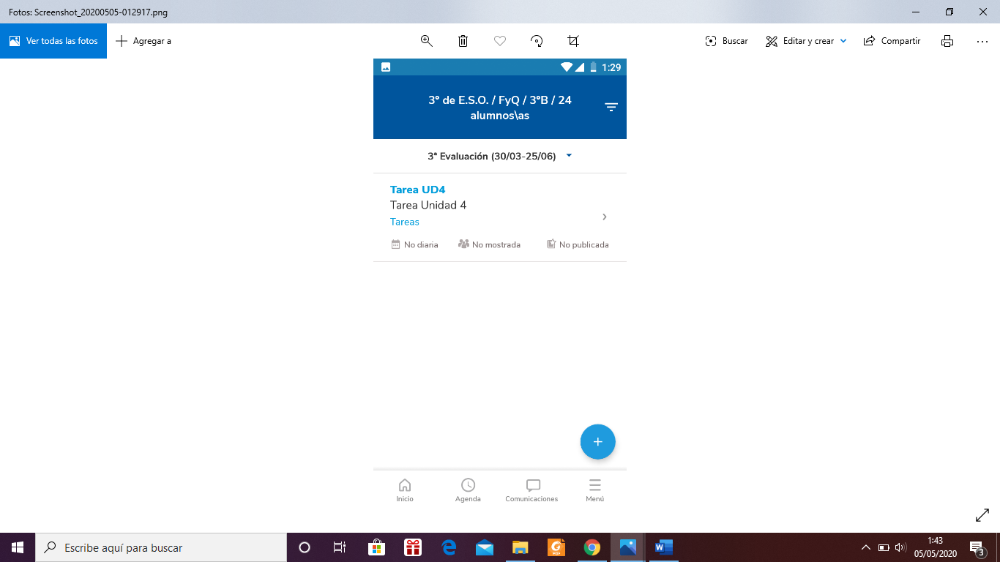 Fotos: Screenshot_20200505-012917.png
Ver todas las fotos
Agregar a
Buscar
Editar y crear
Compartir
1:29
3º de E.S.O. / FyQ / 3ºB / 24
alumnos\as
3ª Evaluación (30/03-25/06)
Tarea UD4
Tarea Unidad 4
Tareas
No diaria
No mostrada
No publicada
Inicio
Agenda
Comunicaciones
Menú
Escribe aquí para buscar
PDF
1:43
05/05/2020
3